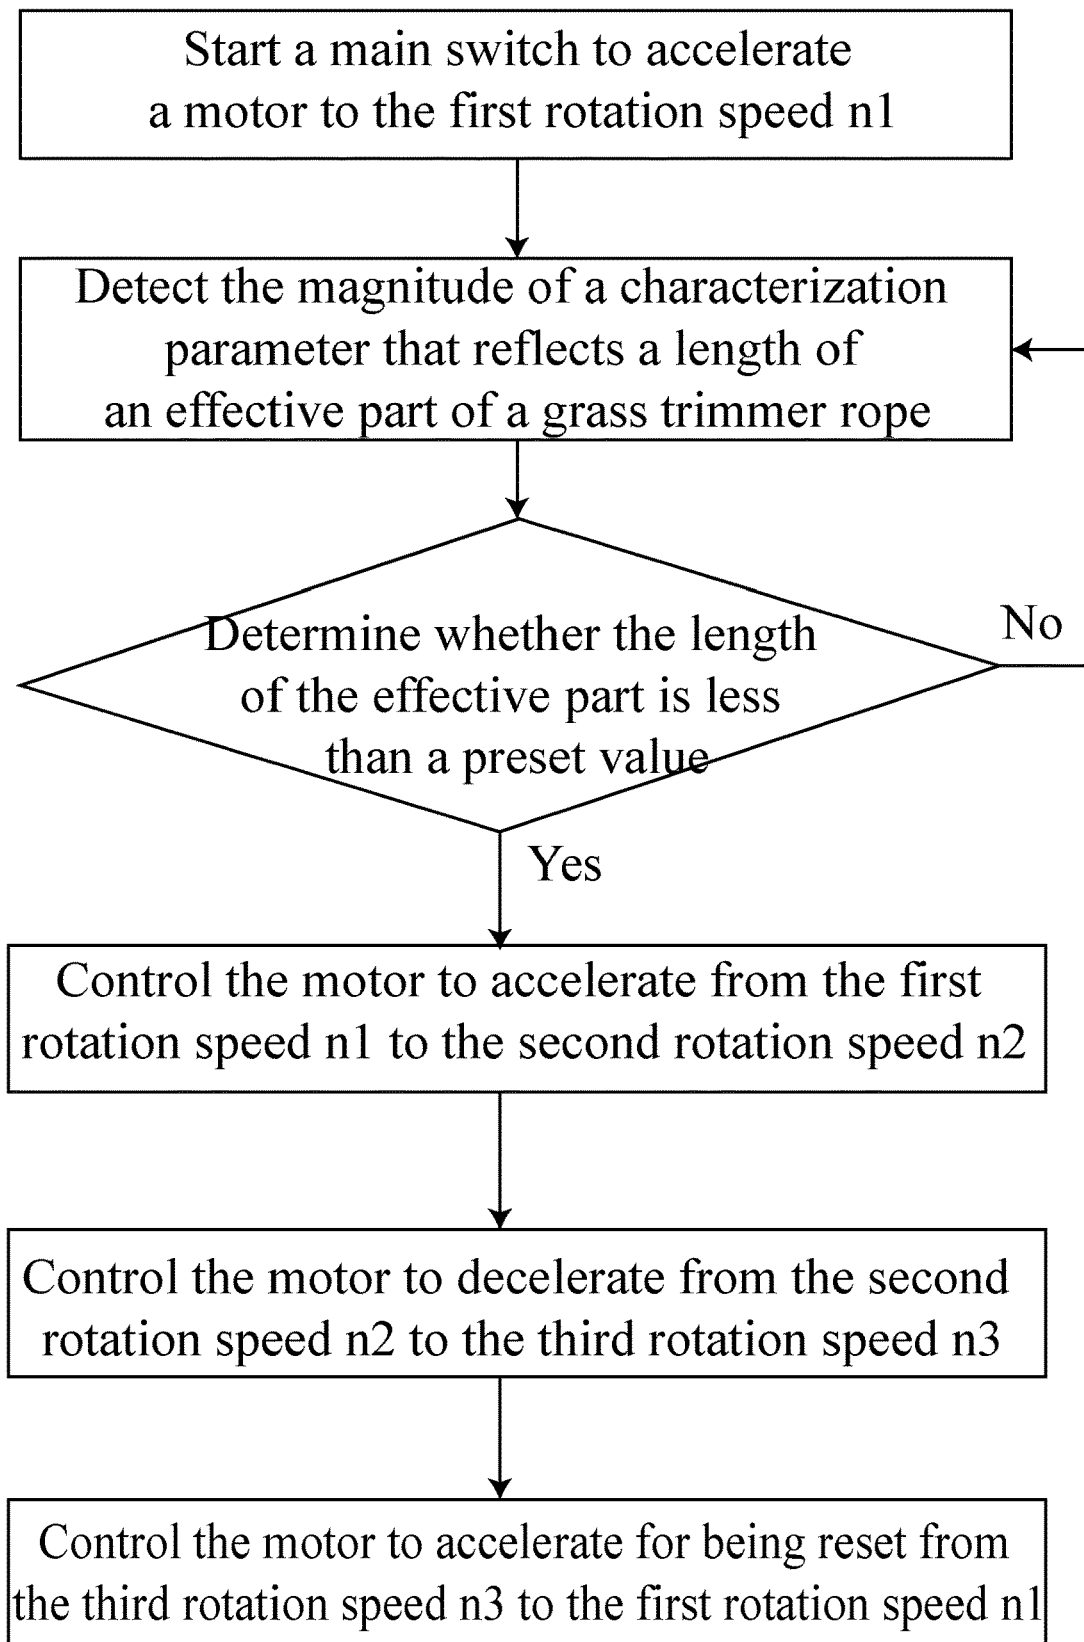 Start a main switch to accelerate
a motor to the first rotation speed n1
Detect the magnitude of a characterization
parameter that reflects a length of
an effective part of a grass trimmer rope
Determine whether the length
of the effective part is less
than a preset value
No
Yes
Control the motor to accelerate from the first
rotation speed n1 to the second rotation speed n2
Control the motor to decelerate from the second
rotation speed n2 to the third rotation speed n3
Control the motor to accelerate for being reset from
the third rotation speed n3 to the first rotation speed n1